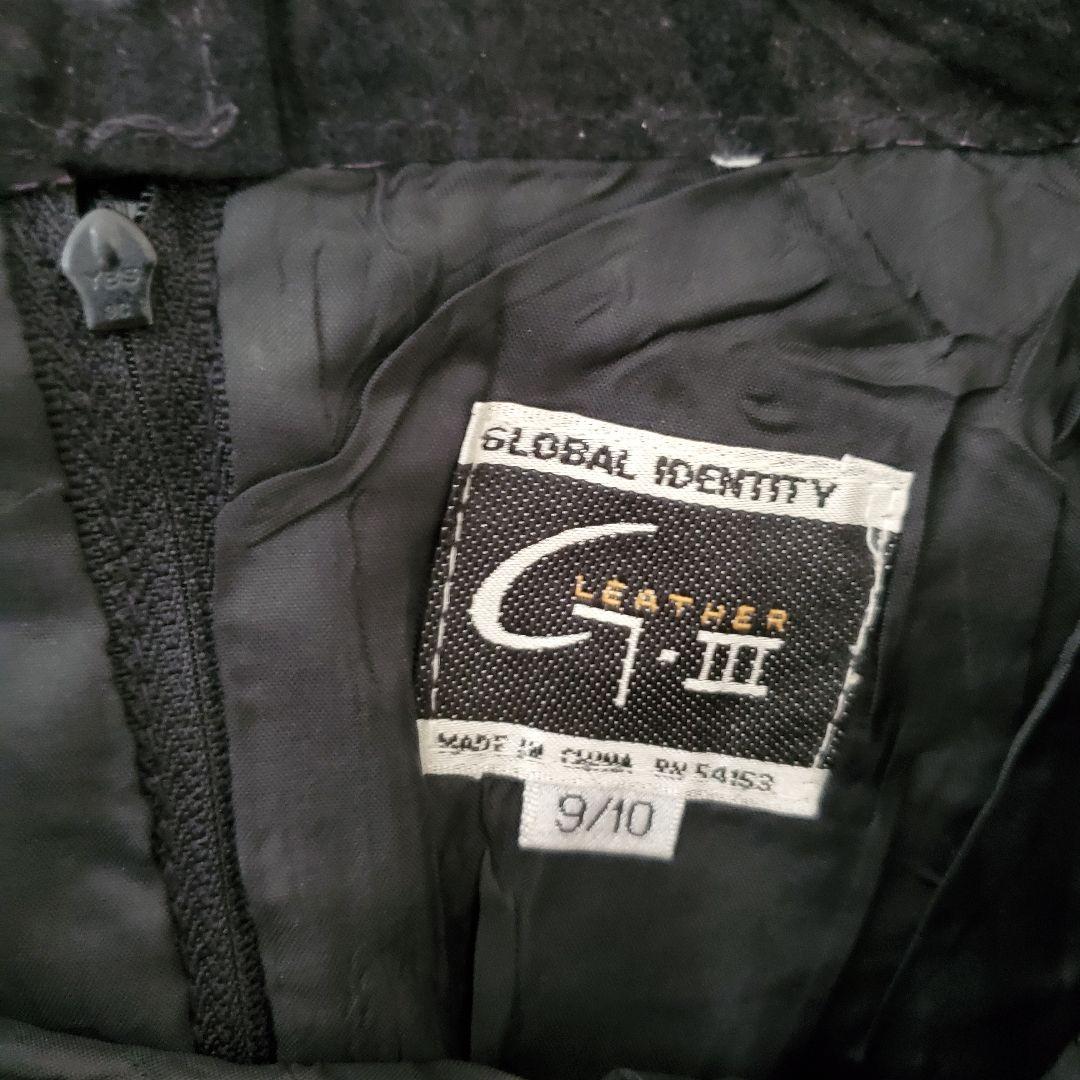 GLOBAL IDENTITY
LEATHER
G·III
MADE IN CHINA RN 54153
9/10